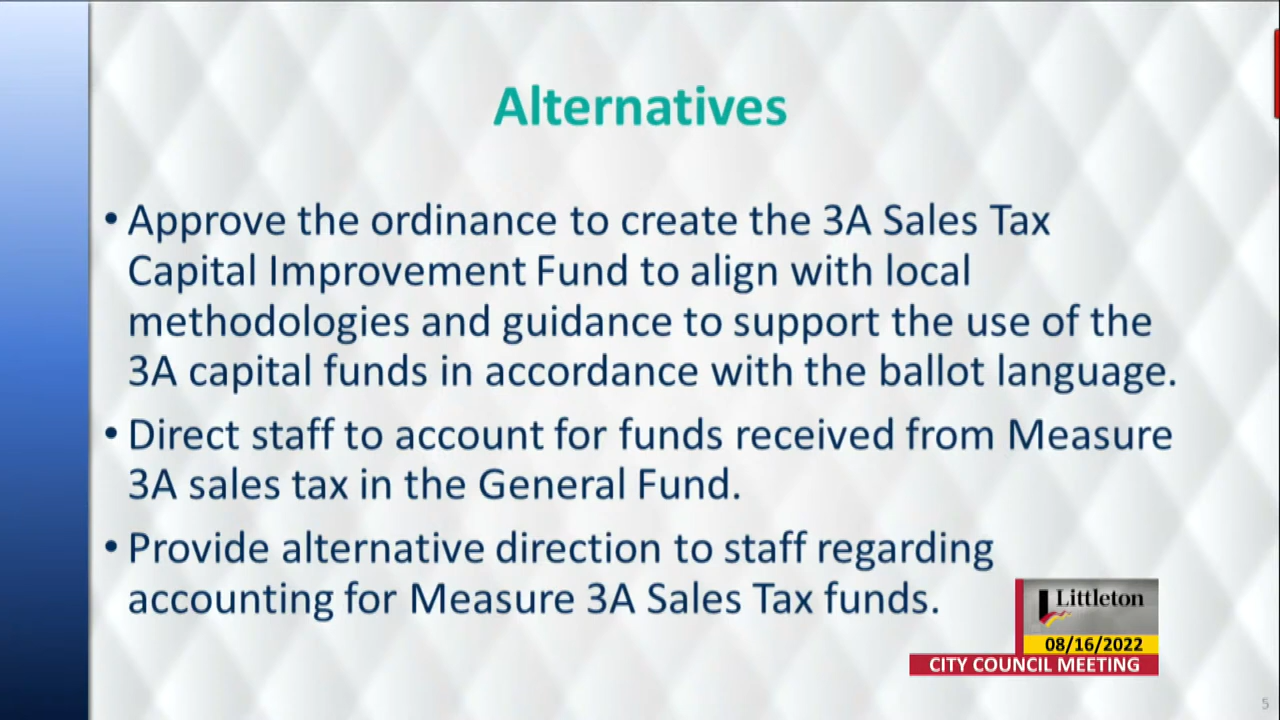 Alternatives
• Approve the ordinance to create the 3A Sales Tax
Capital Improvement Fund to align with local
methodologies and guidance to support the use of the
3A capital funds in accordance with the ballot language.
• Direct staff to account for funds received from Measure
3A sales tax in the General Fund.
• Provide alternative direction to staff regarding
accounting for Measure 3A Sales Tax funds.
Littleton
08/16/2022
CITY COUNCIL MEETING
5